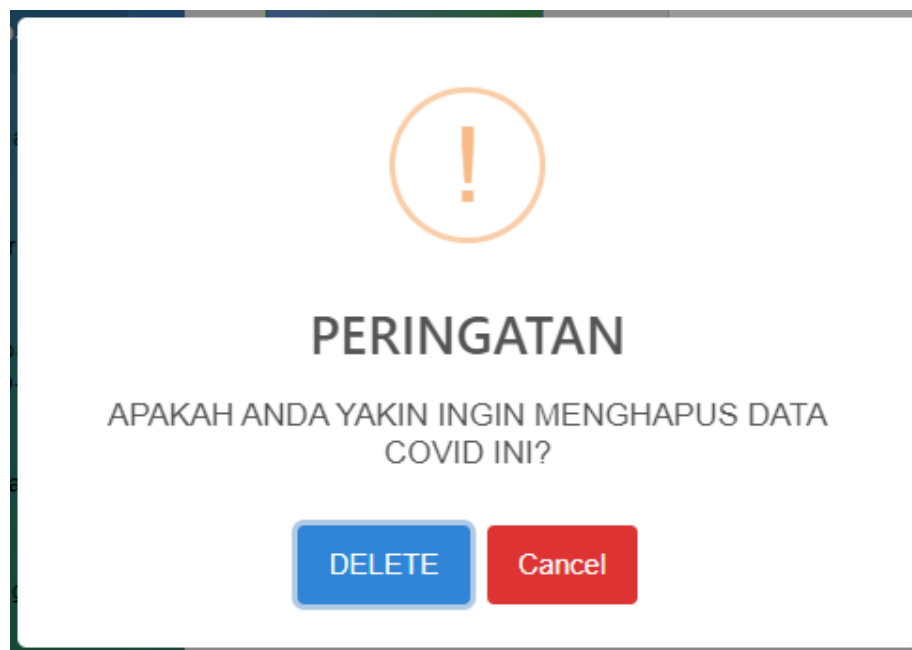 PERINGATAN
APAKAH ANDA YAKIN INGIN MENGHAPUS DATA
COVID INI?
DELETE
Cancel